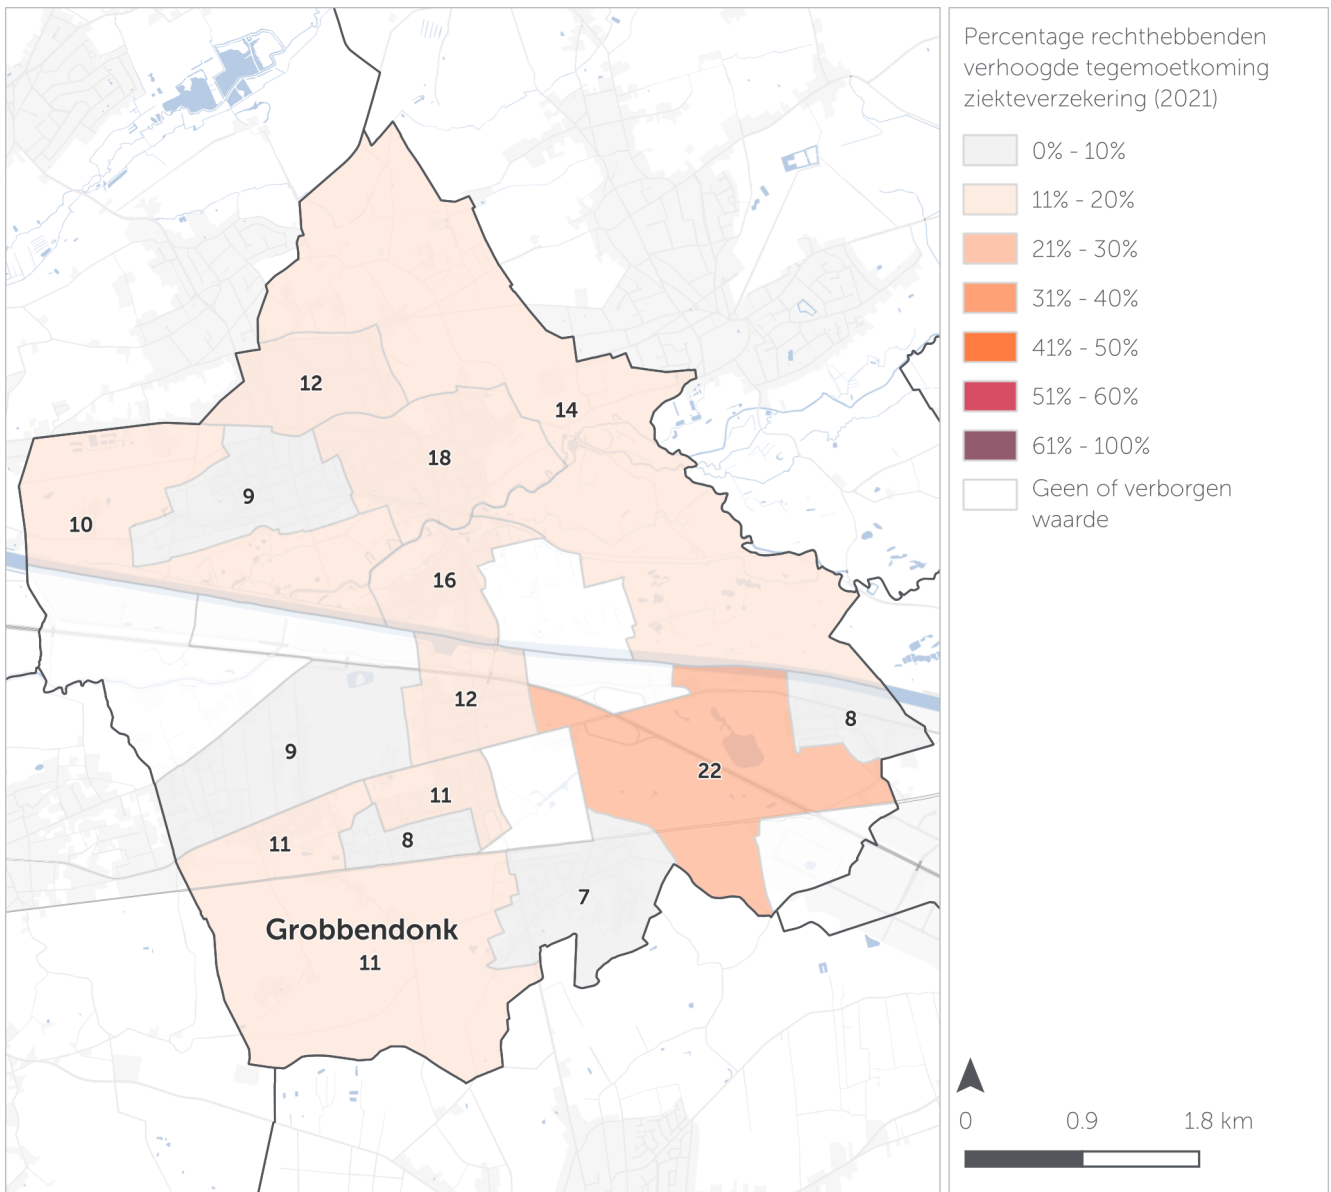 Percentage rechthebbenden
verhoogde tegemoetkoming
ziekteverzekering (2021)
0% - 10%
11% - 20%
21% - 30%
31% - 40%
41% - 50%
51% - 60%
61% - 100%
Geen of verborgen
waarde
12
14
18
9
10
16
12
8
9
22
11
11
8
7
Grobbendonk
11
0 0.9 1.8 km